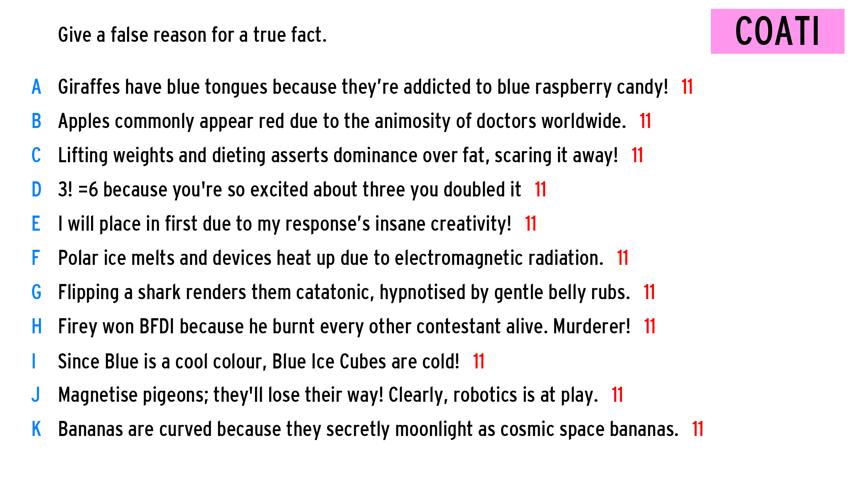 Give a false reason for a true fact.
COATI
A Giraffes have blue tongues because they're addicted to blue raspberry candy! 11
B Apples commonly appear red due to the animosity of doctors worldwide. 11
C Lifting weights and dieting asserts dominance over fat, scaring it away! 11
D 3! =6 because you're so excited about three you doubled it 11
E I will place in first due to my response's insane creativity! 11
F Polar ice melts and devices heat up due to electromagnetic radiation. 11
G Flipping a shark renders them catatonic, hypnotised by gentle belly rubs. 11
H Firey won BFDI because he burnt every other contestant alive. Murderer! 11
I Since Blue is a cool colour, Blue Ice Cubes are cold! 11
J Magnetise pigeons; they'll lose their way! Clearly, robotics is at play. 11
K Bananas are curved because they secretly moonlight as cosmic space bananas. 11